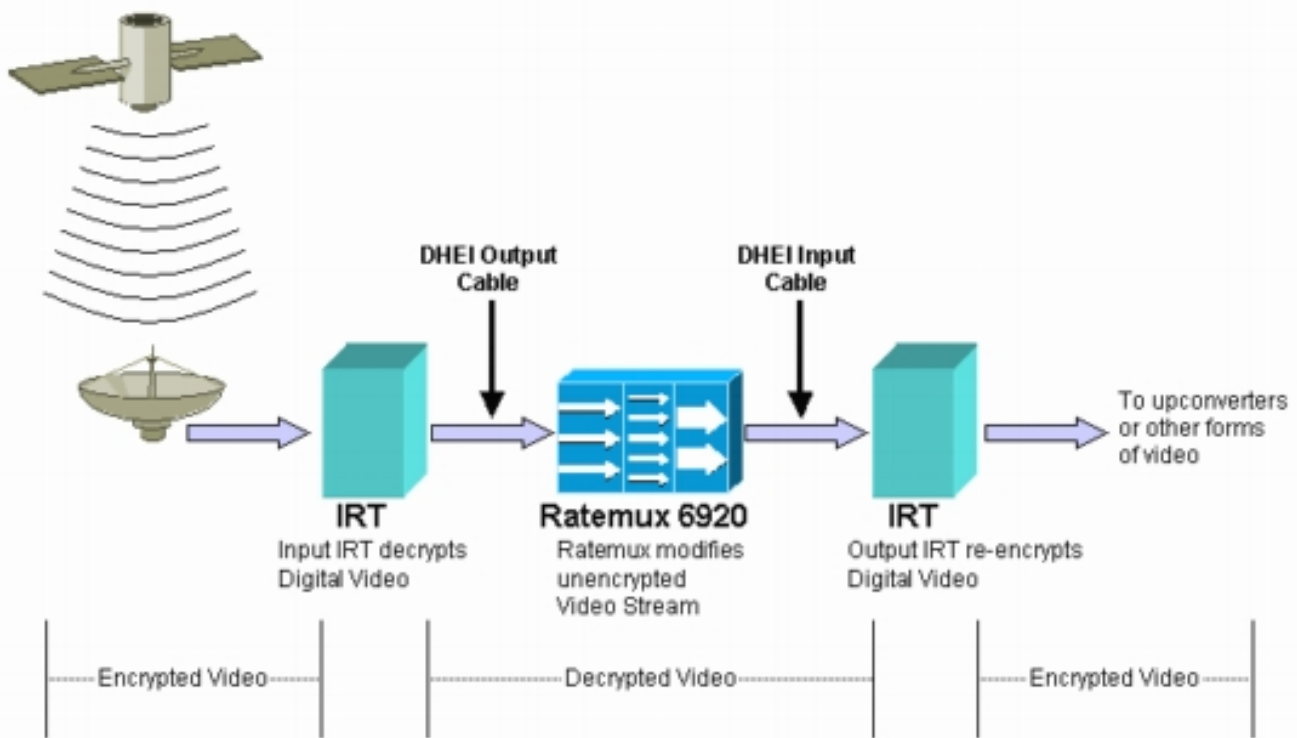 DHEI Output
Cable
DHEI Input
Cable
To upconverters
or other forms
of video
IRT
Input IRT decrypts
Digital Video
Ratemux 6920
Ratemux modifies
unencrypted
Video Stream
IRT
Output IRT re-encrypts
Digital Video
Encrypted Video
Decrypted Video
Encrypted Video